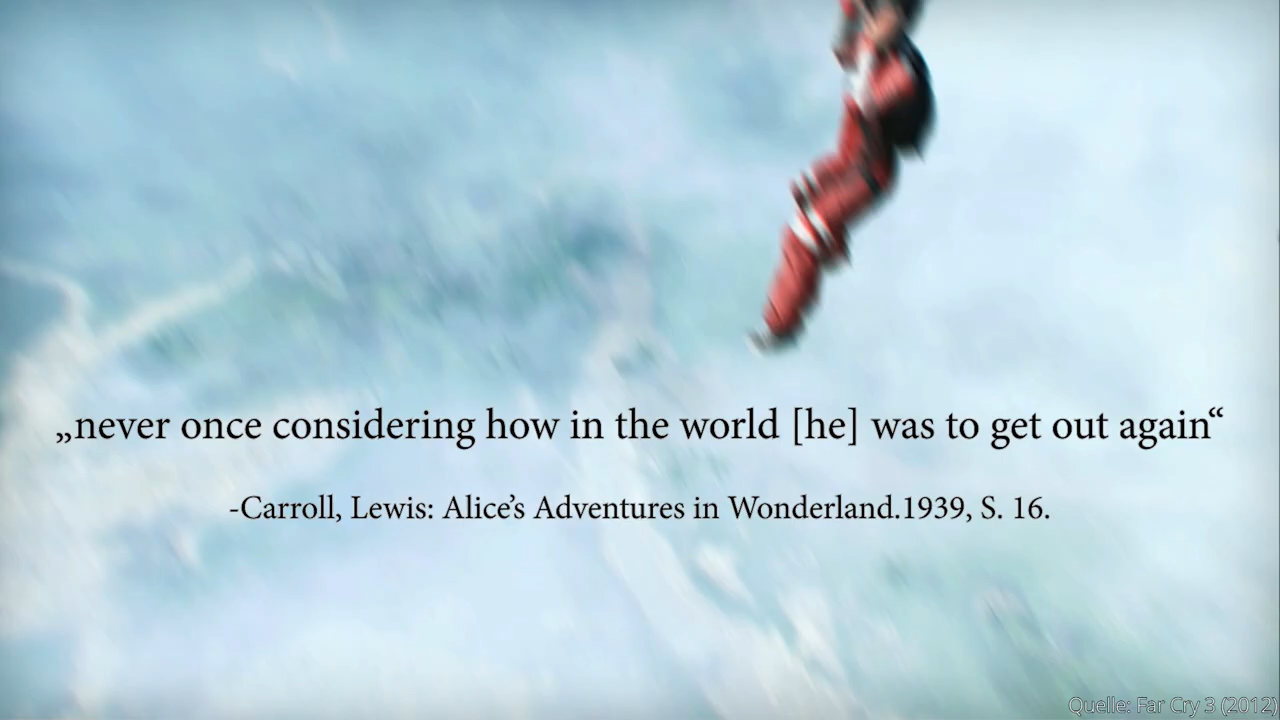 „never once considering how in the world [he] was to get out again“
-Carroll, Lewis: Alice’s Adventures in Wonderland.1939, S. 16.
Quelle: Far Cry 3 (2012)